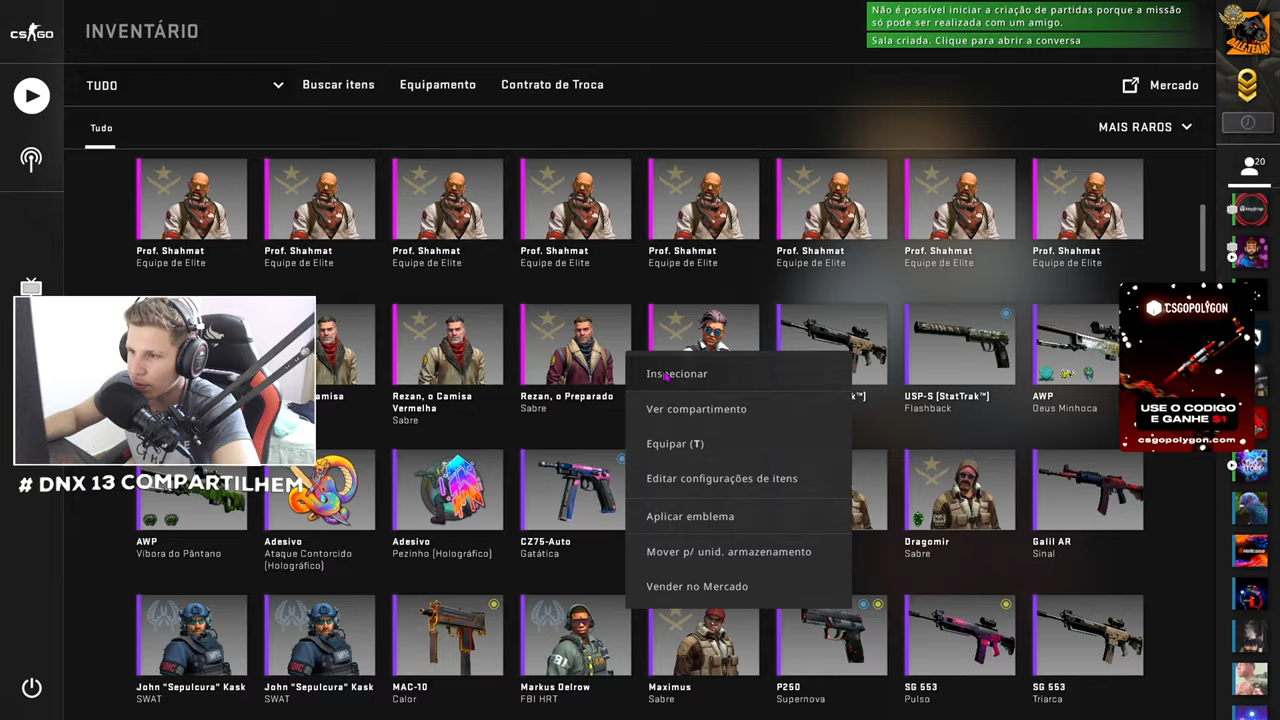 CS:GO
INVENTÁRIO
Não é possível iniciar a criação de partidas porque a missão
só pode ser realizada com um amigo.
Sala criada. Clique para abrir a conversa
TUDO
Buscar itens
Equipamento
Contrato de Troca
Mercado
Tudo
MAIS RAROS
20
Prof. Shahmat
Equipe de Elite
Prof. Shahmat
Equipe de Elite
Prof. Shahmat
Equipe de Elite
Prof. Shahmat
Equipe de Elite
Prof. Shahmat
Equipe de Elite
Prof. Shahmat
Equipe de Elite
Prof. Shahmat
Equipe de Elite
Prof. Shahmat
Equipe de Elite
Rezan, o Camisa
Vermelha
Sabre
Rezan, o Preparado
Sabre
USP-S (StatTrak™)
Flashback
AWP
Deus Minhoca
Inspecionar
Ver compartimento
Equipar (T)
Editar configurações de itens
Aplicar emblema
Mover p/ unid. armazenamento
Vender no Mercado
CSGOPOLYGON
USE O CODIGO
E GANHE $1
csgopolygon.com
# DNX 13 COMPARTILHEM
AWP
Víbora do Pântano
Adesivo
Ataque Contorcido
(Holográfico)
Adesivo
Pezinho (Holográfico)
CZ75-Auto
Gatática
Dragomir
Sabre
Galil AR
Sinal
John "Sepulcura" Kask
SWAT
John "Sepulcura" Kask
SWAT
MAC-10
Calor
Markus Delrow
FBI HRT
Maximus
Sabre
P250
Supernova
SG 553
Pulso
SG 553
Triarca